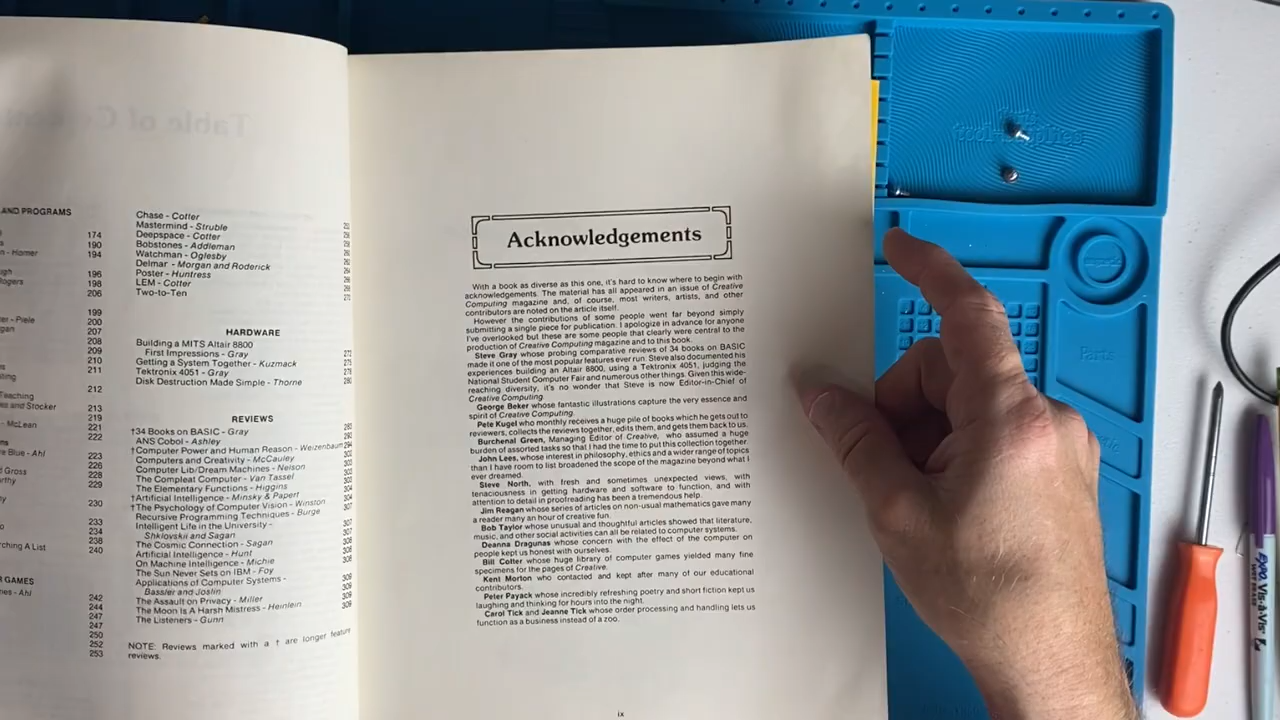 Table of Conten
AND PROGRAMS
174
190
- Homer 194
196
ogers 198
206
199
- Piele 200
gan 207
208
209
210
211
212
Teaching
es and Stocker 213
219
- McLean 221
222
e Blue - Ahl 223
226
d Gross 228
rthy 229
230
233
234
rching A List 240
R GAMES
nes - Ahl 242
244
247
247
250
252
253
Chase - Cotter
Mastermind - Struble
Deepspace - Cotter
Bobstones - Addleman
Watchman - Oglesby
Delmar - Morgan and Roderick
Poster - Huntress
LEM - Cotter
Two-to-Ten
HARDWARE
Building a MITS Altair 8800
First Impressions - Gray
Getting a System Together - Kuzmack
Tektronix 4051 - Gray
Disk Destruction Made Simple - Thorne
REVIEWS
†34 Books on BASIC - Gray
ANS Cobol - Ashley
†Computer Power and Human Reason - Weizenbaum
Computers and Creativity - McCauley
Computer Lib/Dream Machines - Nelson
The Compleat Computer - Van Tassel
The Elementary Functions - Higgins
†Artificial Intelligence - Minsky & Papert
†The Psychology of Computer Vision - Winston
Recursive Programming Techniques - Burge
Intelligent Life in the University -
Shklovskii and Sagan
The Cosmic Connection - Sagan
Artificial Intelligence - Hunt
On Machine Intelligence - Michie
The Sun Never Sets on IBM - Foy
Applications of Computer Systems -
Bassler and Joslin
The Assault on Privacy - Miller
The Moon Is A Harsh Mistress - Heinlein
The Listeners - Gunn
NOTE: Reviews marked with a † are longer feature
reviews.
Acknowledgements
With a book as diverse as this one, it's hard to know where to begin with
acknowledgements. The material has all appeared in an issue of Creative
Computing magazine and, of course, most writers, artists, and other
contributors are noted on the article itself.
However the contributions of some people went far beyond simply
submitting a single piece for publication. I apologize in advance for anyone
I've overlooked but these are some people that clearly were central to the
production of Creative Computing magazine and to this book.
Steve Gray whose probing comparative reviews of 34 books on BASIC
made it one of the most popular features ever run. Steve also documented his
experiences building an Altair 8800, using a Tektronix 4051, judging the
National Student Computer Fair and numerous other things. Given this wide-
reaching diversity, it's no wonder that Steve is now Editor-in-Chief of
Creative Computing.
George Beker whose fantastic illustrations capture the very essence and
spirit of Creative Computing.
Pete Kugel who monthly receives a huge pile of books which he gets out to
reviewers, collects the reviews together, edits them, and gets them back to us.
Burchenal Green, Managing Editor of Creative, who assumed a huge
burden of assorted tasks so that I had the time to put this collection together.
John Lees, whose interest in philosophy, ethics and a wider range of topics
than I have room to list broadened the scope of the magazine beyond what I
ever dreamed.
Steve North, with fresh and sometimes unexpected views, with
tenaciousness in getting hardware and software to function, and with
attention to detail in proofreading has been a tremendous help.
Jim Reagan whose series of articles on non-usual mathematics gave many
a reader many an hour of creative fun.
Bob Taylor whose unusual and thoughtful articles showed that literature,
music, and other social activities can all be related to computer systems.
Deanna Dragunas whose concern with the effect of the computer on
people kept us honest with ourselves.
Bill Cotter whose huge library of computer games yielded many fine
specimens for the pages of Creative.
Kent Morton who contacted and kept after many of our educational
contributors.
Peter Payack whose incredibly refreshing poetry and short fiction kept us
laughing and thinking for hours into the night.
Carol Tick and Jeanne Tick whose order processing and handling lets us
function as a business instead of a zoo.
ix
tool-supplies
Parts